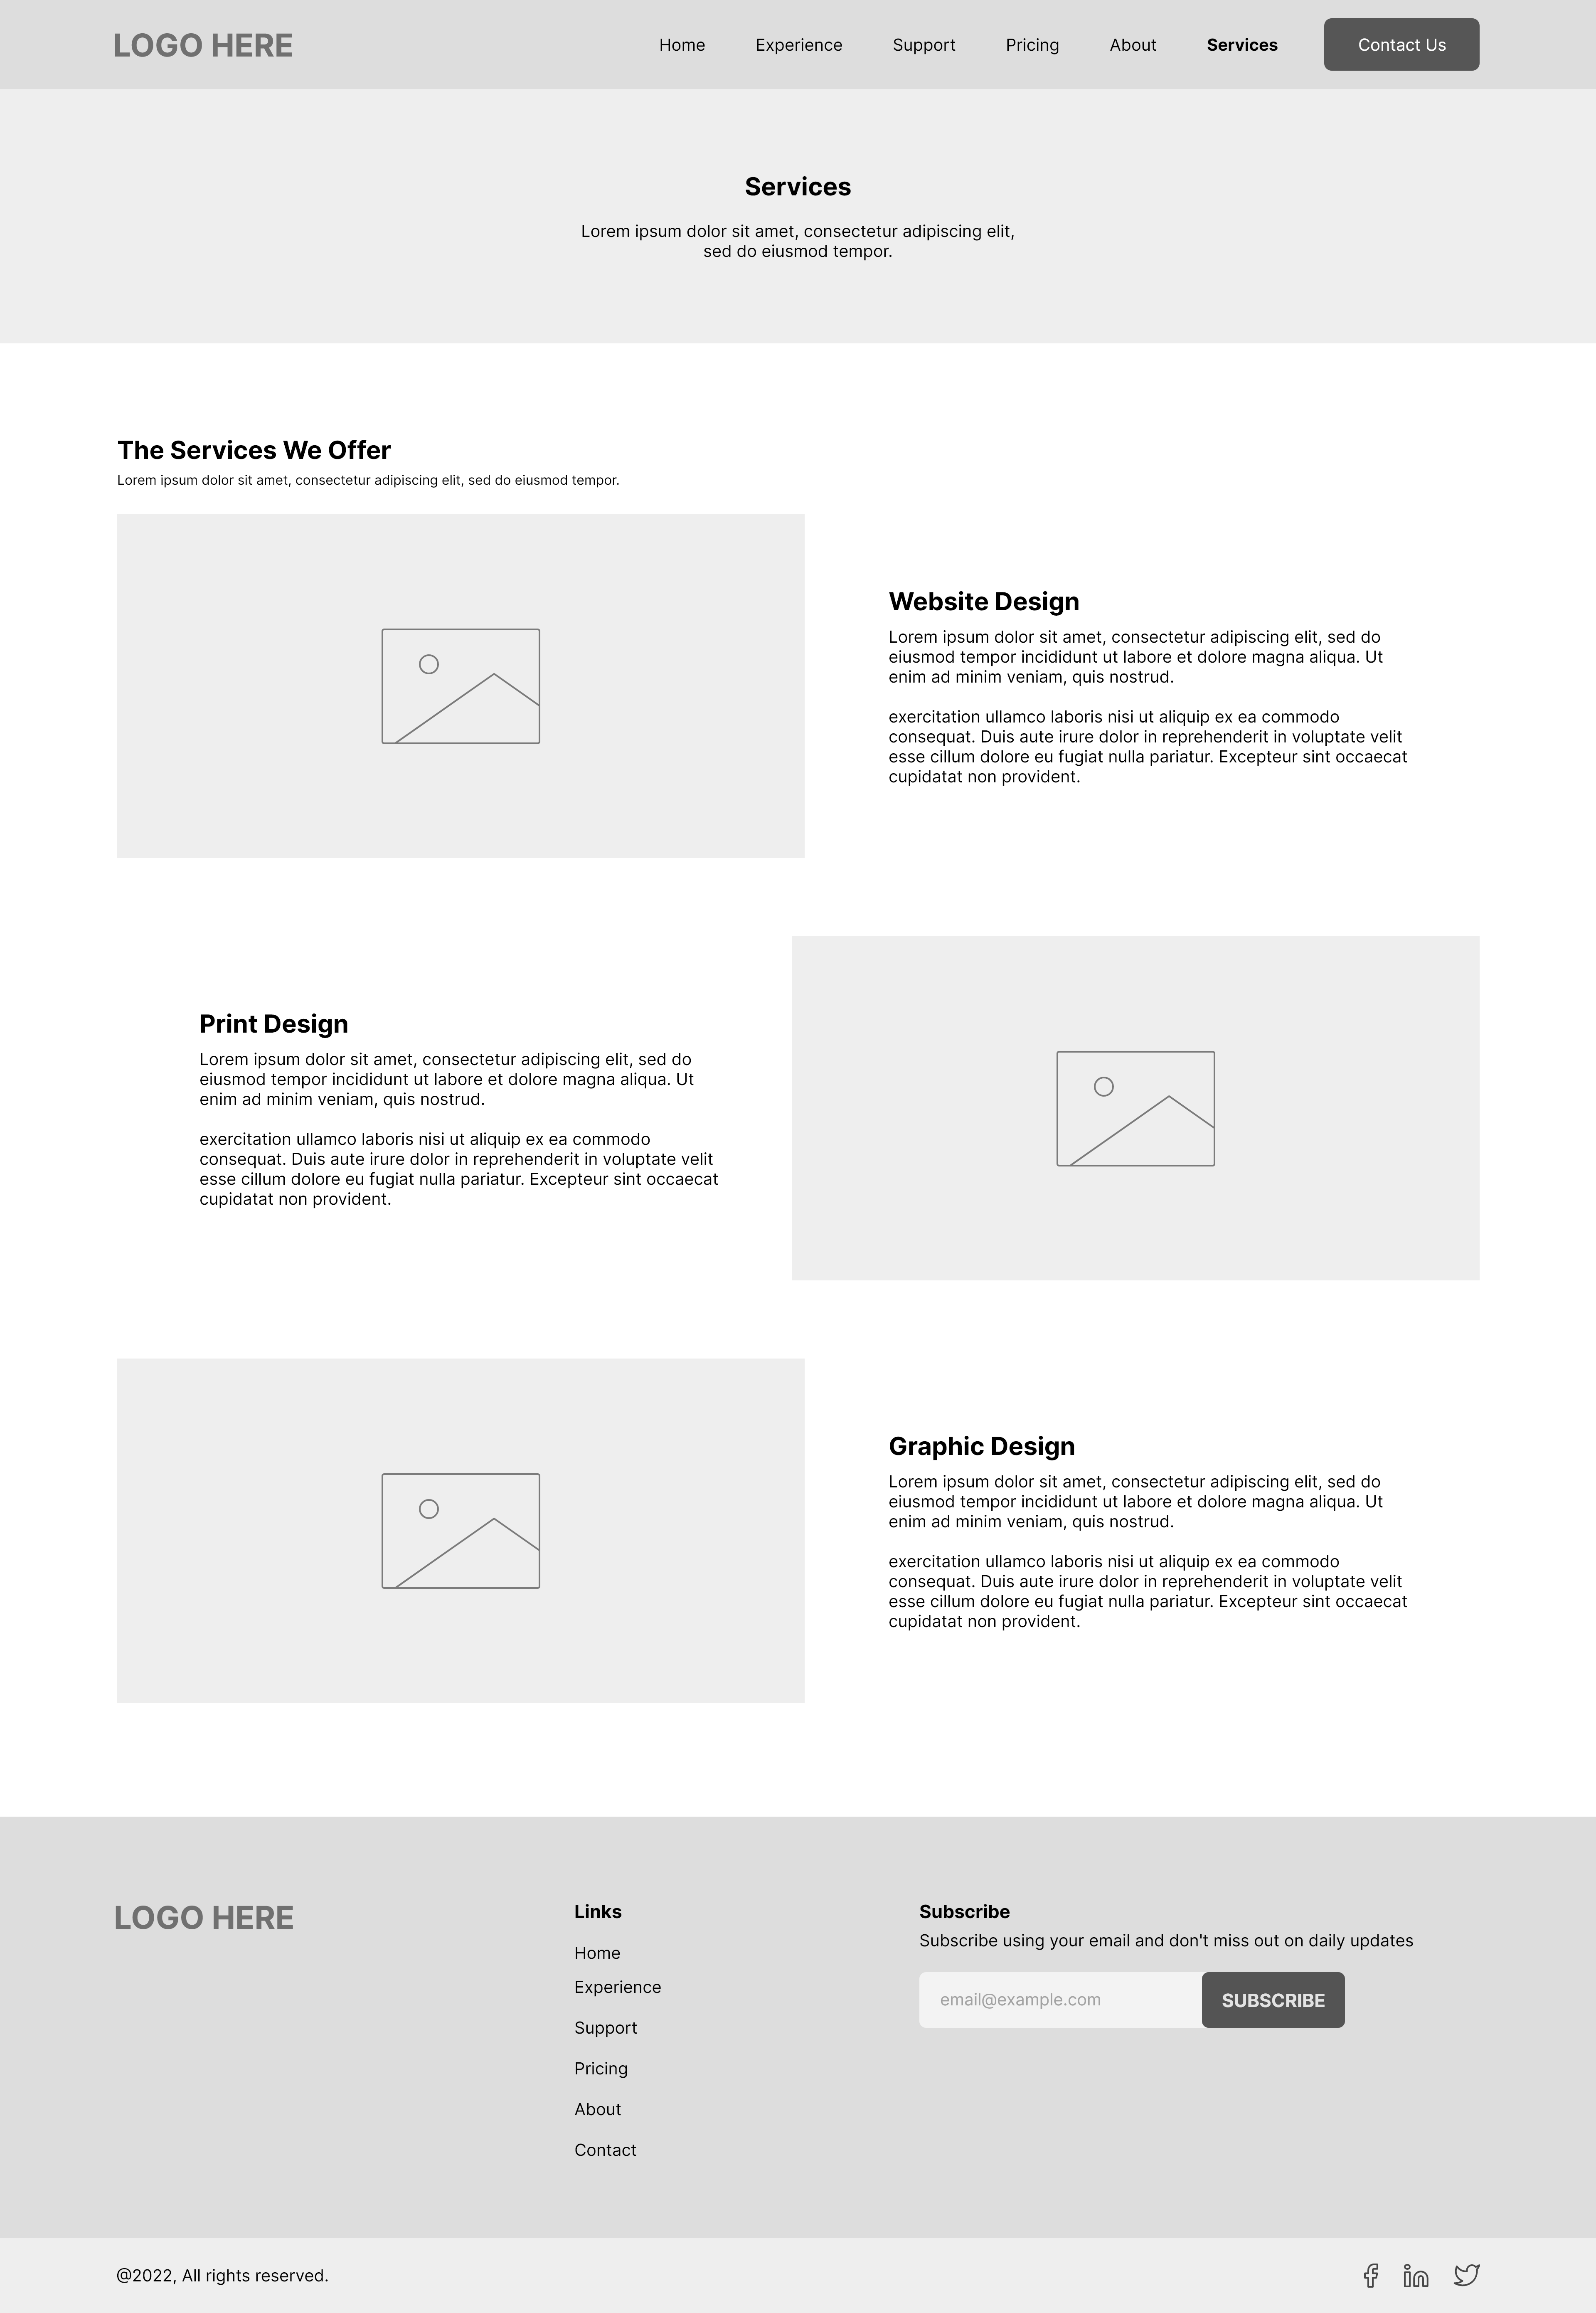 LOGO HERE
Home
Experience
Support
Pricing
About
Services
Contact Us
Services
Lorem ipsum dolor sit amet, consectetur adipiscing elit,
sed do eiusmod tempor.
The Services We Offer
Lorem ipsum dolor sit amet, consectetur adipiscing elit, sed do eiusmod tempor.
Website Design
Lorem ipsum dolor sit amet, consectetur adipiscing elit, sed do
eiusmod tempor incididunt ut labore et dolore magna aliqua. Ut
enim ad minim veniam, quis nostrud.
exercitation ullamco laboris nisi ut aliquip ex ea commodo
consequat. Duis aute irure dolor in reprehenderit in voluptate velit
esse cillum dolore eu fugiat nulla pariatur. Excepteur sint occaecat
cupidatat non provident.
Print Design
Lorem ipsum dolor sit amet, consectetur adipiscing elit, sed do
eiusmod tempor incididunt ut labore et dolore magna aliqua. Ut
enim ad minim veniam, quis nostrud.
exercitation ullamco laboris nisi ut aliquip ex ea commodo
consequat. Duis aute irure dolor in reprehenderit in voluptate velit
esse cillum dolore eu fugiat nulla pariatur. Excepteur sint occaecat
cupidatat non provident.
Graphic Design
Lorem ipsum dolor sit amet, consectetur adipiscing elit, sed do
eiusmod tempor incididunt ut labore et dolore magna aliqua. Ut
enim ad minim veniam, quis nostrud.
exercitation ullamco laboris nisi ut aliquip ex ea commodo
consequat. Duis aute irure dolor in reprehenderit in voluptate velit
esse cillum dolore eu fugiat nulla pariatur. Excepteur sint occaecat
cupidatat non provident.
LOGO HERE
Links
Home
Experience
Support
Pricing
About
Contact
Subscribe
Subscribe using your email and don't miss out on daily updates
email@example.com
SUBSCRIBE
@2022, All rights reserved.